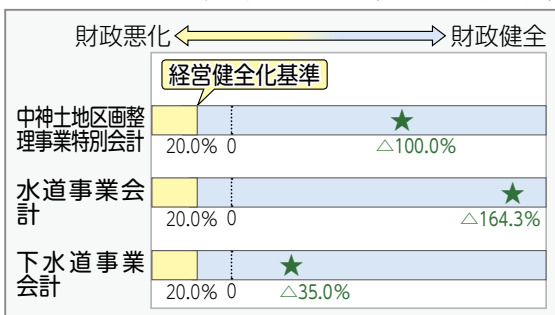 財政悪化 財政健全
経営健全化基準
中神土地区画整
理事業特別会計
20.0% 0 △100.0%
水道事業会
計
20.0% 0 △164.3%
下水道事業
会計
20.0% 0 △35.0%